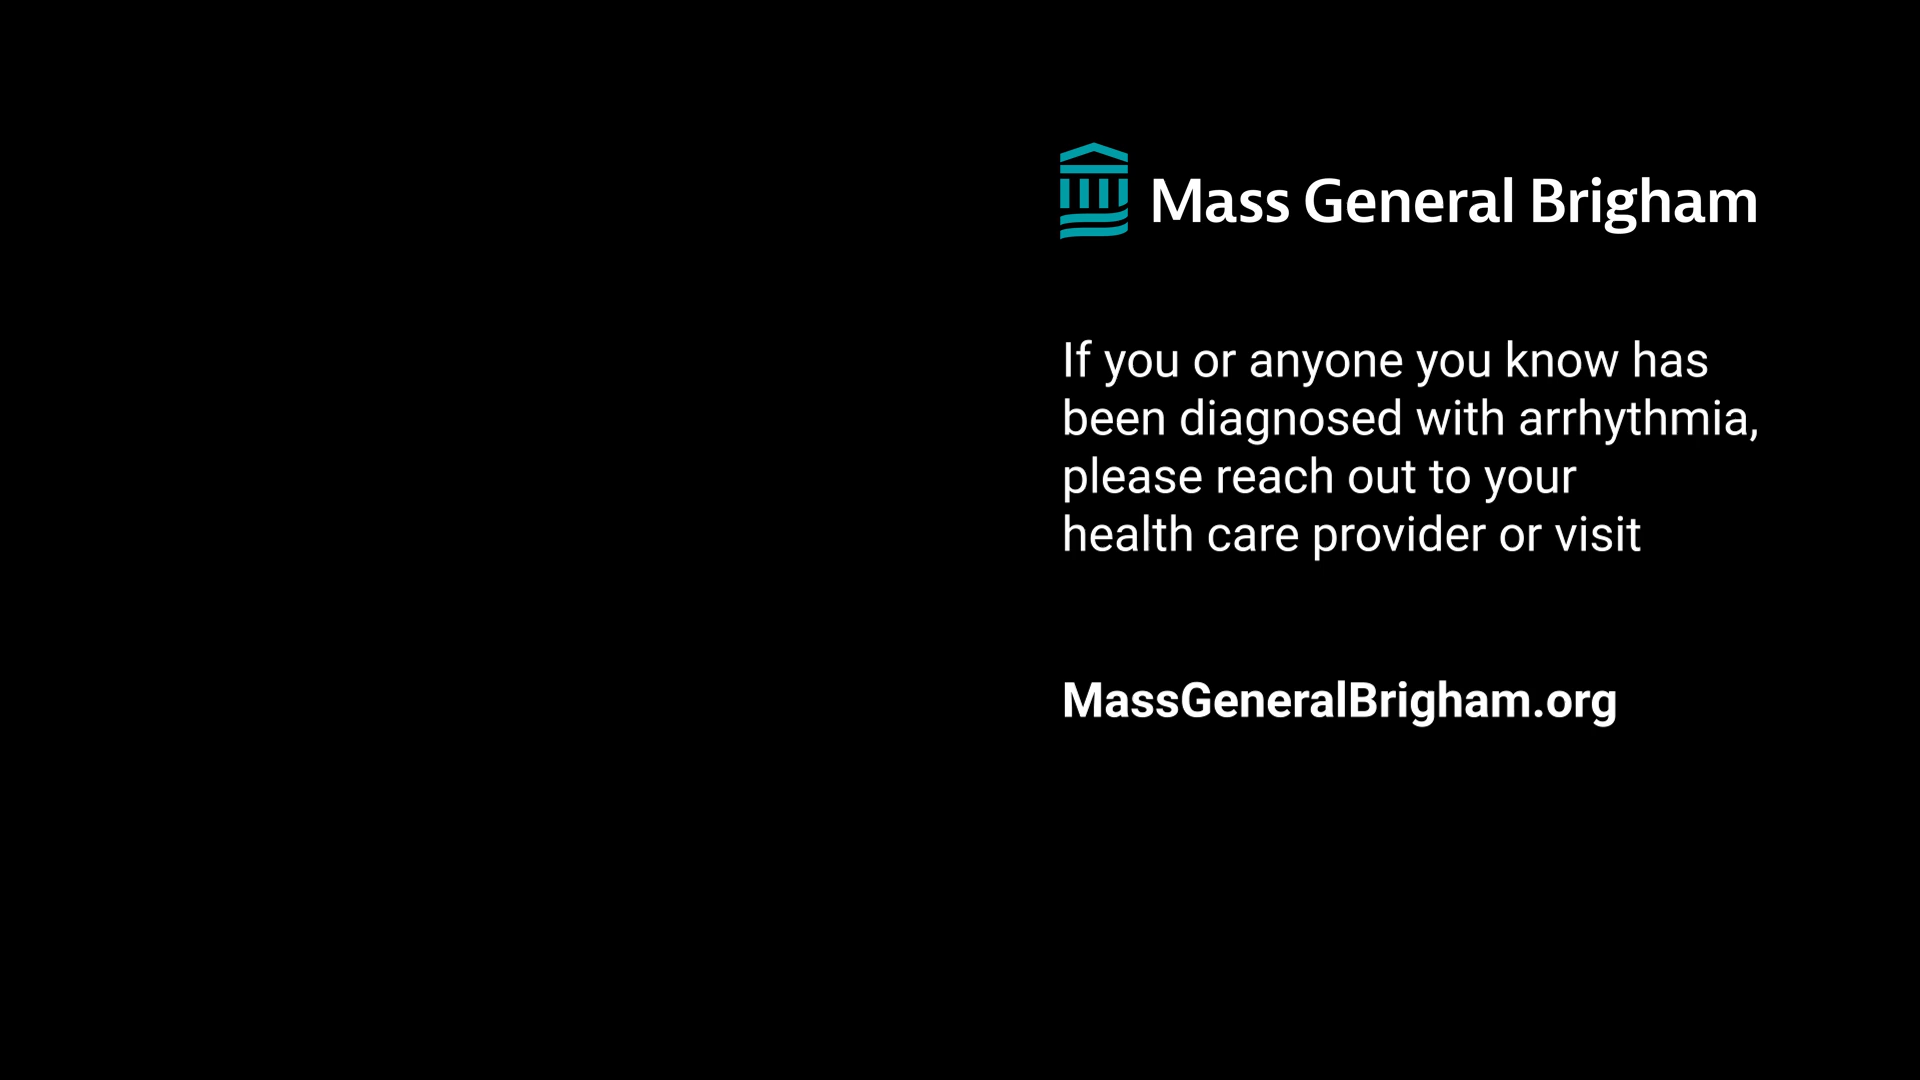 Mass General Brigham
If you or anyone you know has
been diagnosed with arrhythmia,
please reach out to your
health care provider or visit
MassGeneralBrigham.org